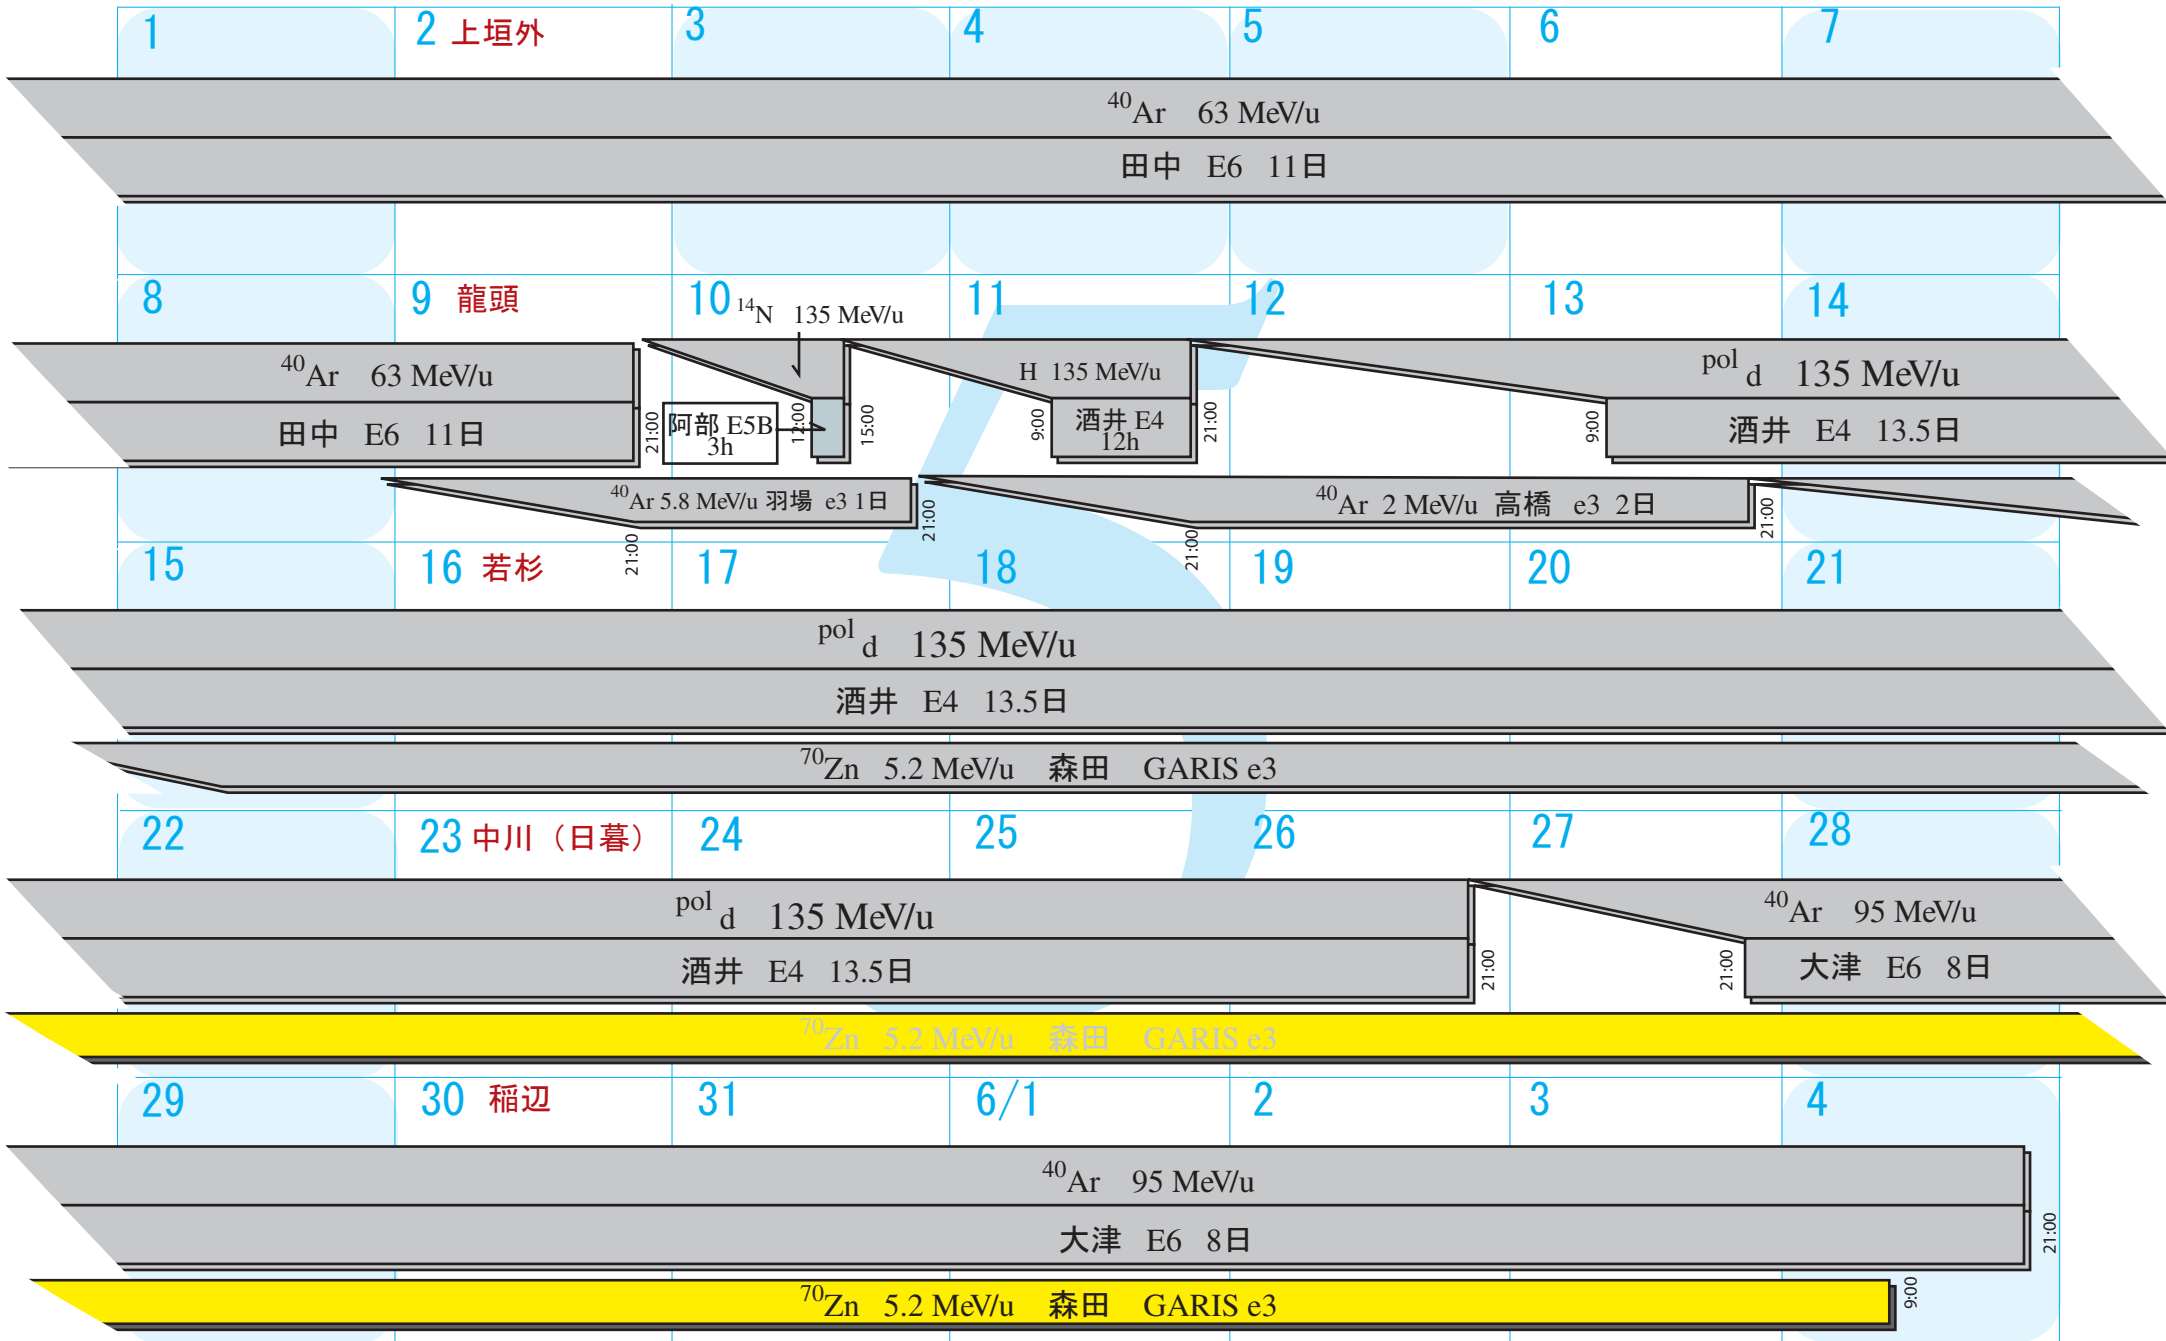 1 2 上垣外 3 4 5 6 7
40Ar 63 MeV/u
田中 E6 11日
8 9 龍頭 10 11 12 13 14
14N 135 MeV/u
40Ar 63 MeV/u
田中 E6 11日
21:00
阿部 E5B
3h
12:00
15:00
H 135 MeV/u
9:00
酒井 E4
12h
21:00
pol d 135 MeV/u
9:00
酒井 E4 13.5日
40Ar 5.8 MeV/u 羽場 e3 1日
21:00
21:00
40Ar 2 MeV/u 高橋 e3 2日
21:00
21:00
15 16 若杉 17 18 19 20 21
pol d 135 MeV/u
酒井 E4 13.5日
70Zn 5.2 MeV/u 森田 GARIS e3
22 23 中川（日暮） 24 25 26 27 28
pol d 135 MeV/u
酒井 E4 13.5日
21:00
40Ar 95 MeV/u
21:00
大津 E6 8日
70Zn 5.2 MeV/u 森田 GARIS e3
29 30 稲辺 31 6/1 2 3 4
40Ar 95 MeV/u
大津 E6 8日
21:00
70Zn 5.2 MeV/u 森田 GARIS e3
9:00